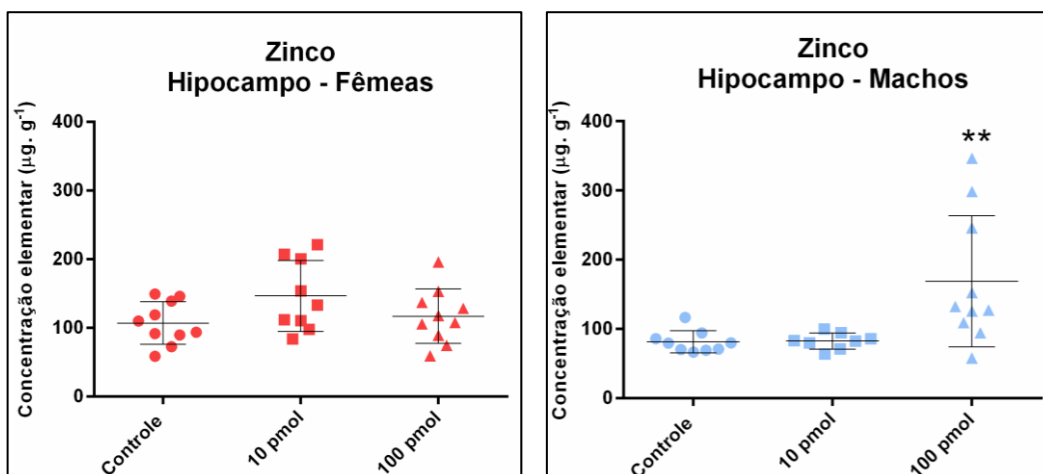 Zinco
Hipocampo - Fêmeas
Concentração elementar (μg. g-1)
400
300
200
100
0
Controle
10 pmol
100 pmol
Zinco
Hipocampo - Machos
Concentração elementar (μg. g-1)
400
300
200
100
0
**
Controle
10 pmol
100 pmol